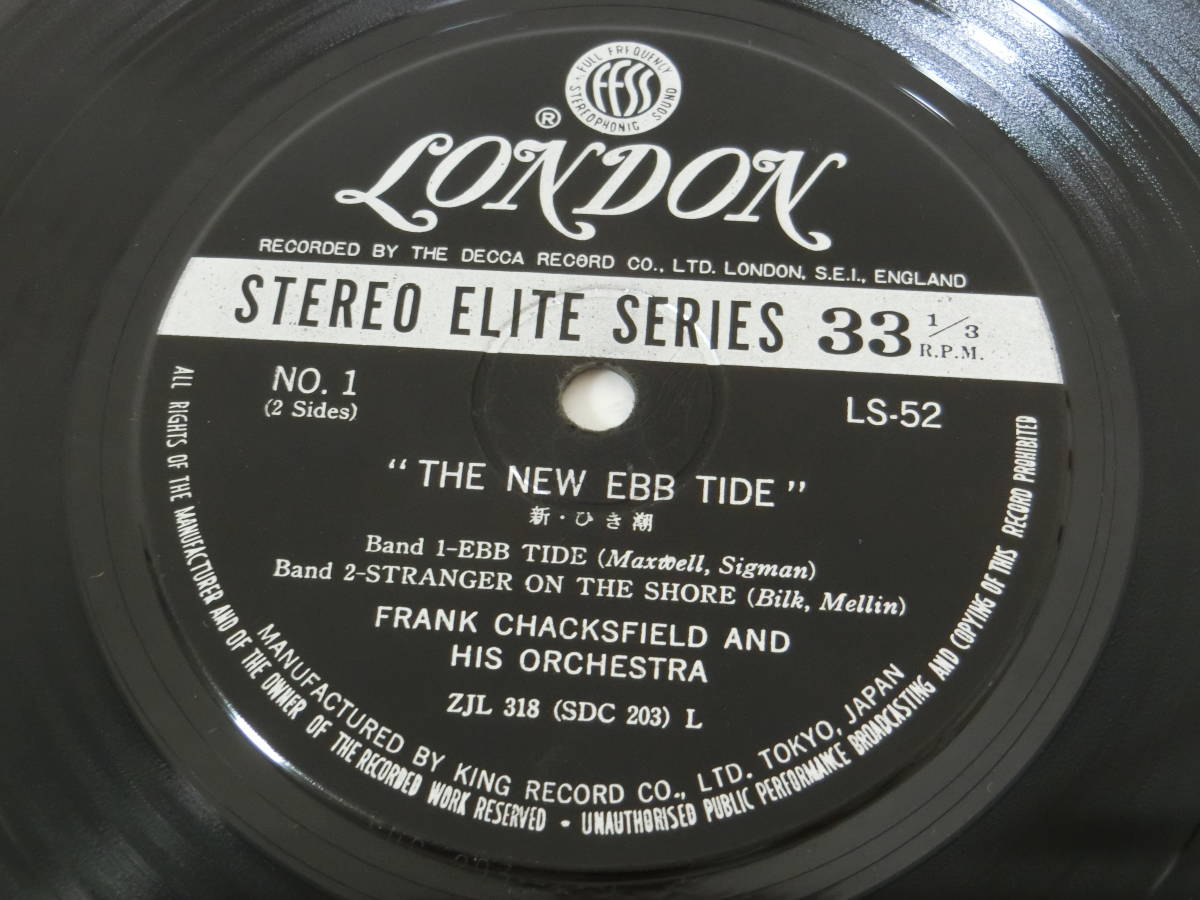 FULL FREQUENCY
FFSS
STEREOPHONIC SOUND
®
LONDON
RECORDED BY THE DECCA RECORD CO., LTD. LONDON, S.E.I., ENGLAND
STEREO ELITE SERIES 33 1/3 R.P.M.
NO. 1
(2 Sides)
LS-52
"THE NEW EBB TIDE"
新・ひき潮
Band 1-EBB TIDE (Maxwell, Sigman)
Band 2-STRANGER ON THE SHORE (Bilk, Mellin)
FRANK CHACKSFIELD AND
HIS ORCHESTRA
ZJL 318 (SDC 203) L
MANUFACTURED BY KING RECORD CO., LTD. TOKYO, JAPAN
ALL RIGHTS OF THE MANUFACTURER AND OF THE OWNER OF THE RECORDED WORK RESERVED • UNAUTHORISED PUBLIC PERFORMANCE BROADCASTING AND COPYING OF THIS RECORD PROHIBITED